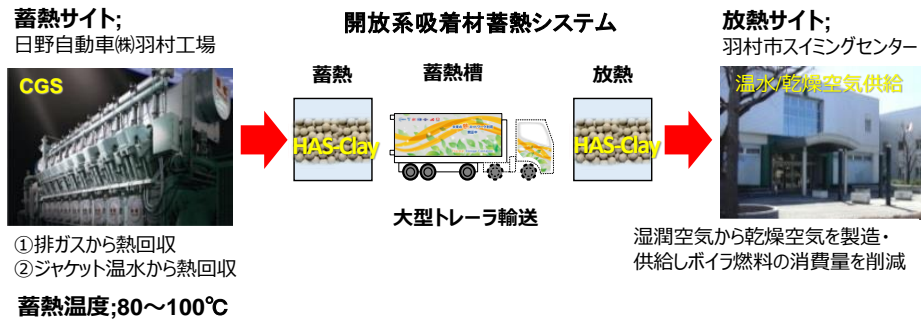 蓄熱サイト;
日野自動車㈱羽村工場
開放系吸着材蓄熱システム
放熱サイト;
羽村市スイミングセンター
CGS
蓄熱
蓄熱槽
放熱
温水/乾燥空気供給
HAS-Clay
HAS-Clay
大型トレーラ輸送
①排ガスから熱回収
②ジャケット温水から熱回収
湿潤空気から乾燥空気を製造・
供給しボイラ燃料の消費量を削減
蓄熱温度;80～100℃